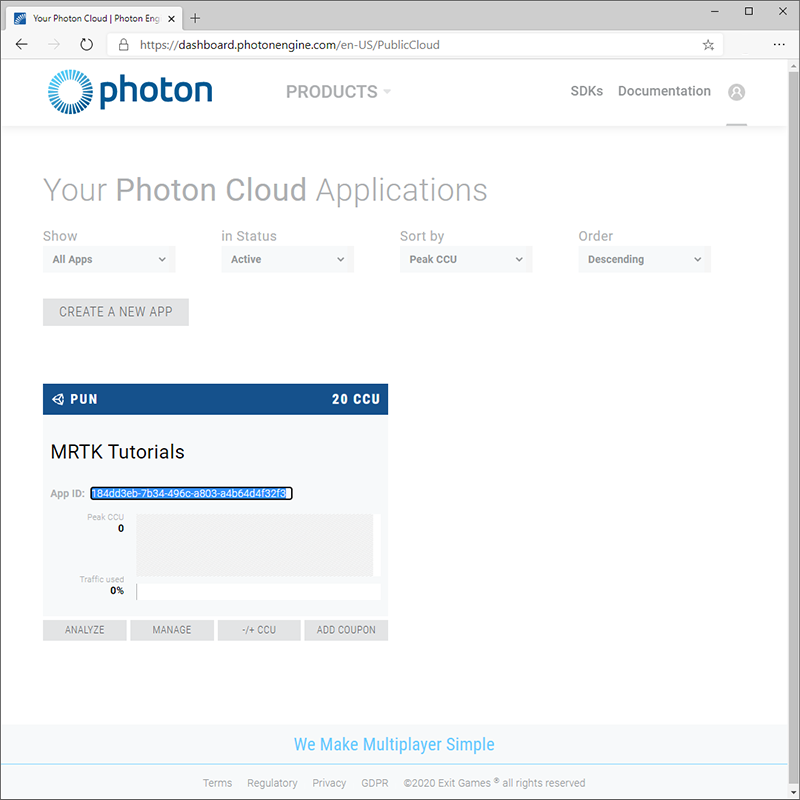 Your Photon Cloud | Photon Eng
https://dashboard.photonengine.com/en-US/PublicCloud
photon PRODUCTS SDKs Documentation
Your Photon Cloud Applications
Show in Status Sort by Order
All Apps Active Peak CCU Descending
CREATE A NEW APP
PUN 20 CCU
MRTK Tutorials
App ID: 184dd3eb-7b34-496c-a803-a4b64d4f32f3
Peak CCU
0
Traffic used
0%
ANALYZE MANAGE -/+ CCU ADD COUPON
We Make Multiplayer Simple
Terms Regulatory Privacy GDPR ©2020 Exit Games ® all rights reserved